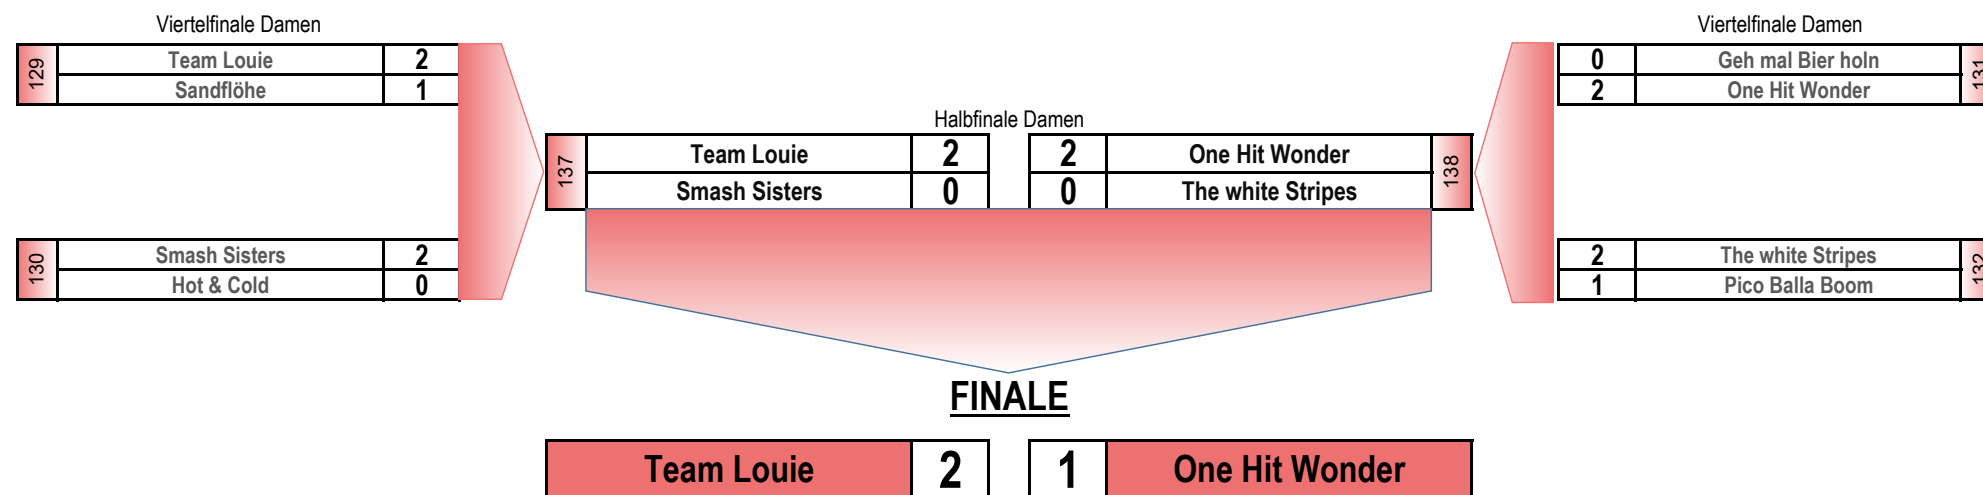 Viertelfinale Damen
Viertelfinale Damen
129
Team Louie 2
Sandflöhe 1
0 Geh mal Bier holn
2 One Hit Wonder
131
Halbfinale Damen
137
Team Louie 2
Smash Sisters 0
2 One Hit Wonder
0 The white Stripes
138
130
Smash Sisters 2
Hot & Cold 0
2 The white Stripes
1 Pico Balla Boom
132
FINALE
Team Louie 2 1 One Hit Wonder